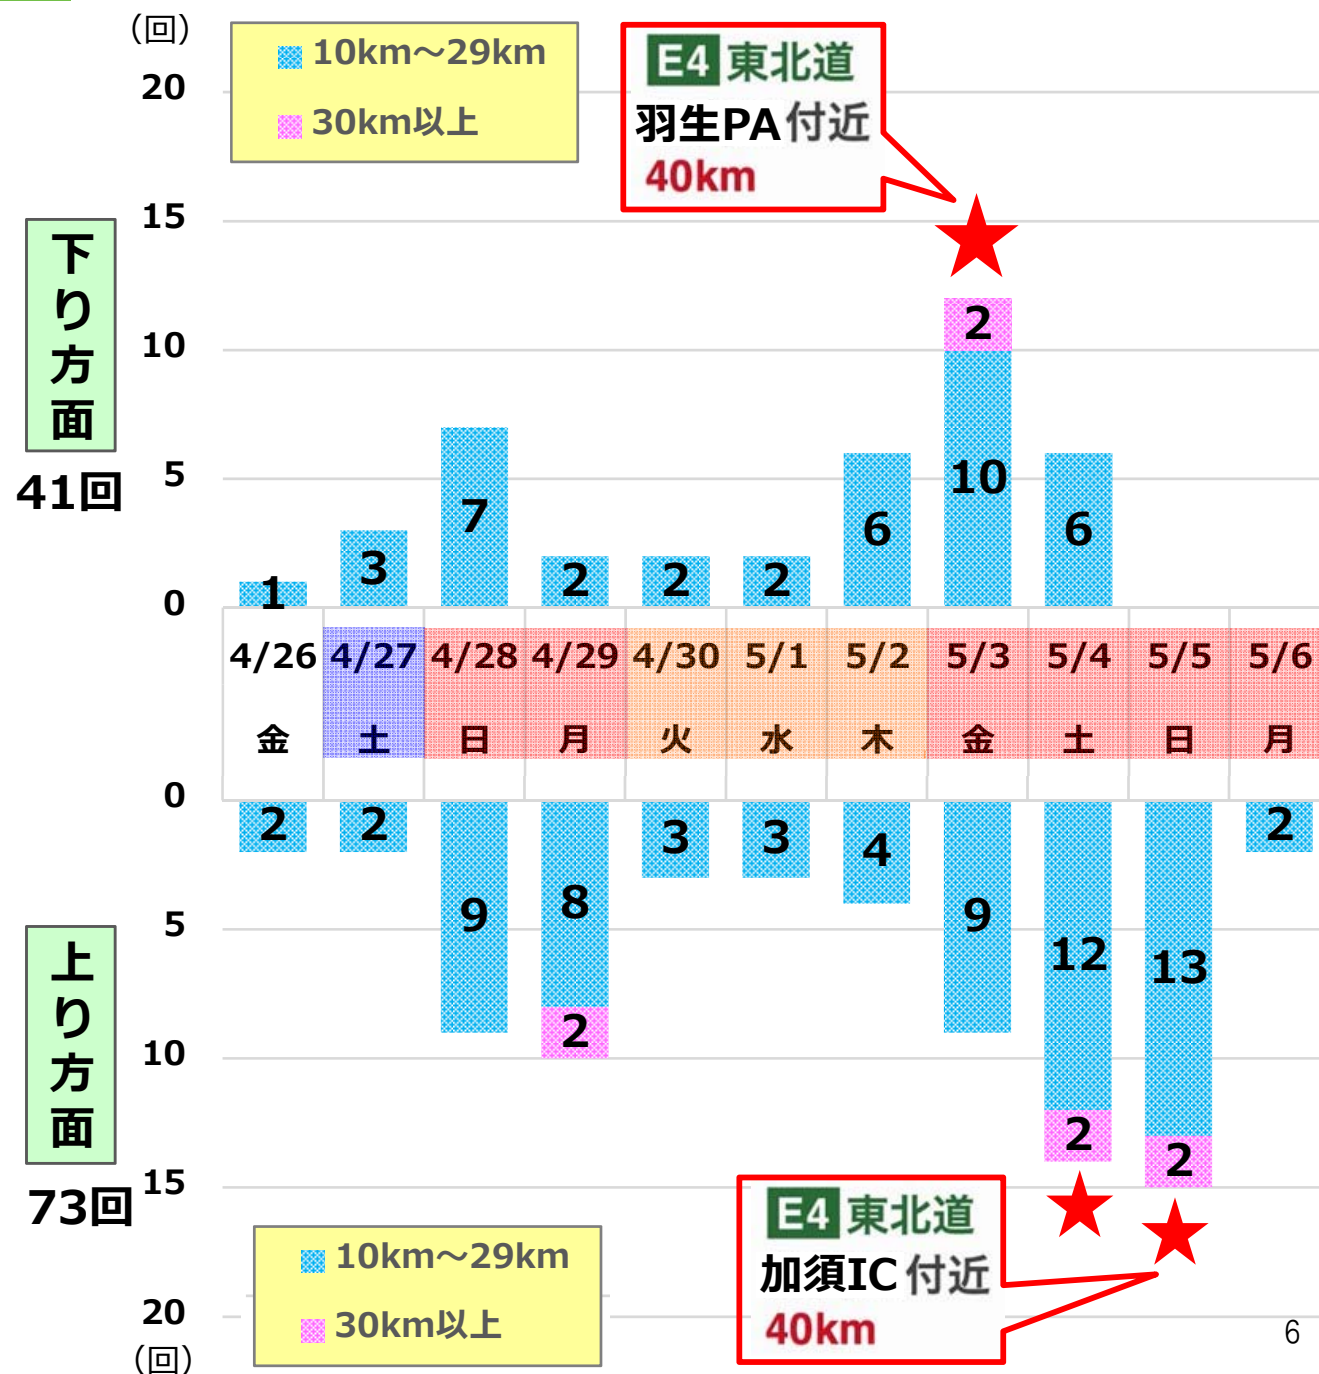 （回）
10km～29km
30km以上
E4 東北道
羽生PA 付近
40km
20
15
10
5
0
下り方面
41回
2
1
3
7
2
2
2
6
10
6
4/26 4/27 4/28 4/29 4/30 5/1 5/2 5/3 5/4 5/5 5/6
金 土 日 月 火 水 木 金 土 日 月
0
5
10
15
20
（回）
上り方面
73回
2
2
9
8
2
3
3
4
9
12
2
13
2
2
10km～29km
30km以上
E4 東北道
加須IC 付近
40km
6